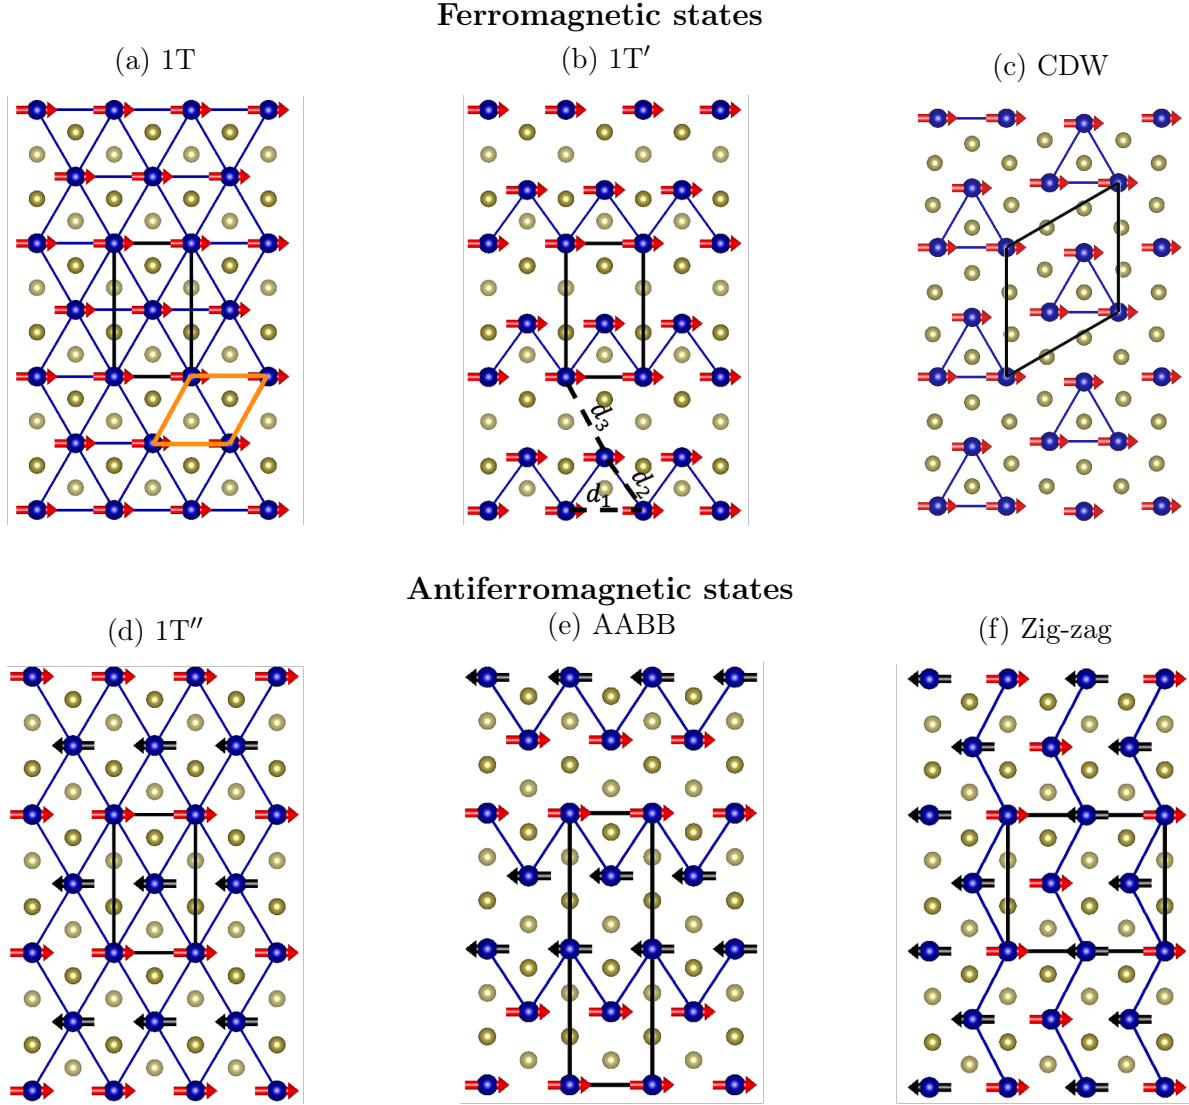 Ferromagnetic states
(a) 1T
(b) 1T′
(c) CDW
d₃
d₂
d₁
Antiferromagnetic states
(d) 1T″
(e) AABB
(f) Zig-zag